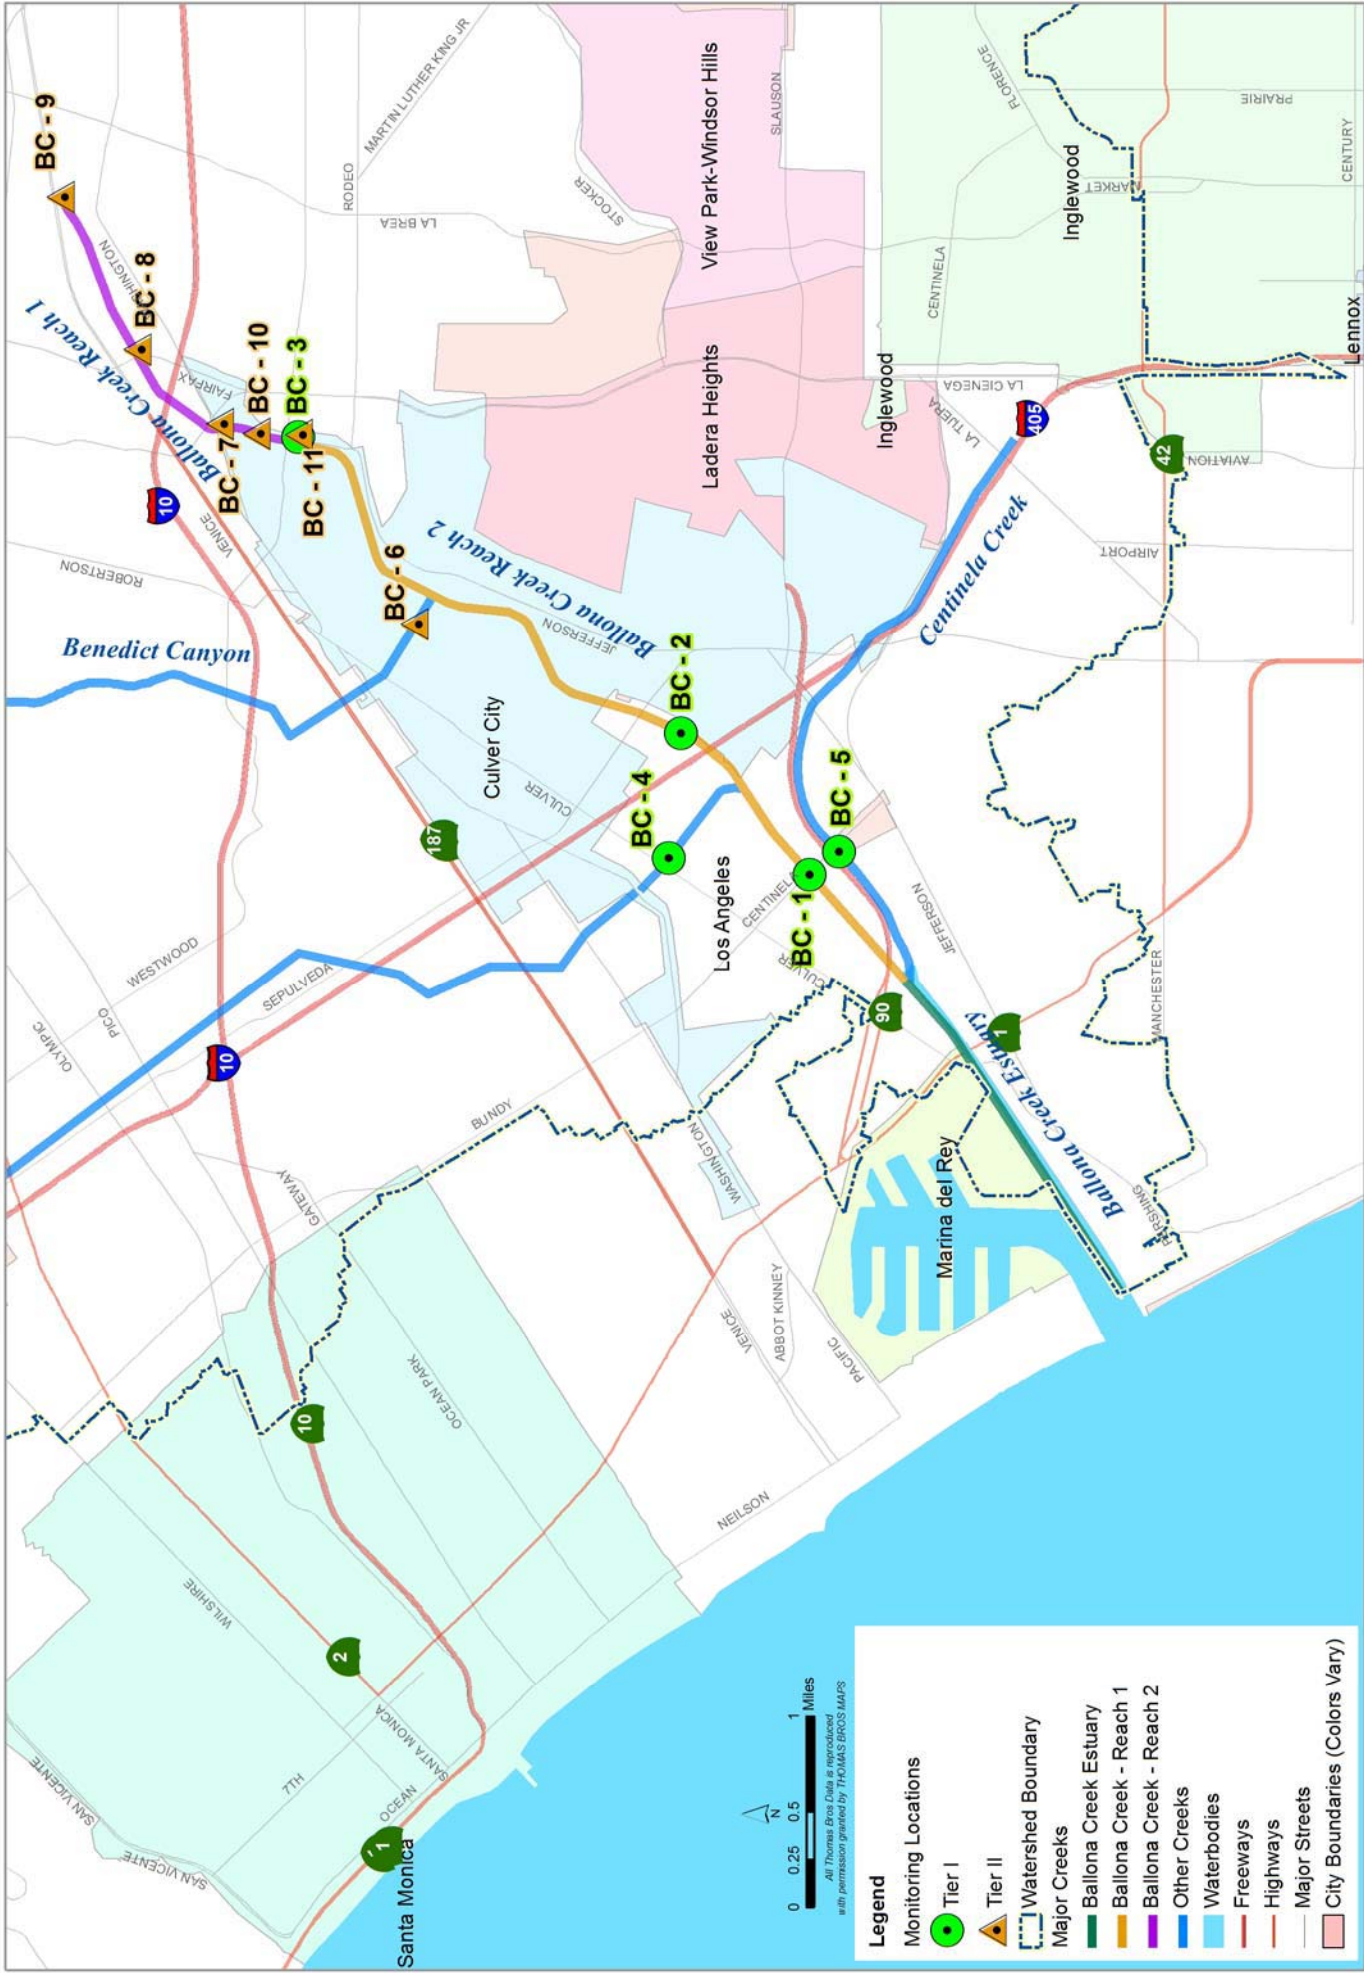 BC - 9
MARTIN LUTHER KING JR
RODEO
LA BREA
STOCKER
View Park-Windsor Hills
SLAUSON
FLORENCE
PRAIRIE
MARKET
CENTURY
Inglewood
BC - 8
Ballona Creek Reach 1
FAIRFAX
BC - 10
BC - 3
BC - 7
BC - 11
10
VENICE
ROBERTSON
Benedict Canyon
BC - 6
Ballona Creek Reach 2
JEFFERSON
Ladera Heights
Inglewood
CENTINELA
LA CIENEGA
LA TIJERA
405
Lennox
42
AVIATION
AIRPORT
Centinela Creek
BC - 2
Culver City
CULVER
187
BC - 4
BC - 5
Los Angeles
CENTINELA
BC - 1
CULVER
JEFFERSON
MANCHESTER
90
1
Ballona Creek Estuary
PERSHING
Marina del Rey
WESTWOOD
SEPULVEDA
PICO
OLYMPIC
10
BUNDY
GATEWAY
WASHINGTON
VENICE
ABBOT KINNEY
PACIFIC
OCEAN PARK
10
NEILSON
WILSHIRE
2
SANTA MONICA
7TH
OCEAN
SAN VICENTE
SAN VICENTE
1
Santa Monica
N
0 0.25 0.5 1 Miles
All Thomas Bros Data is reproduced
with permission granted by THOMAS BROS MAPS
Legend
Monitoring Locations
Tier I
Tier II
Watershed Boundary
Major Creeks
Ballona Creek Estuary
Ballona Creek - Reach 1
Ballona Creek - Reach 2
Other Creeks
Waterbodies
Freeways
Highways
Major Streets
City Boundaries (Colors Vary)